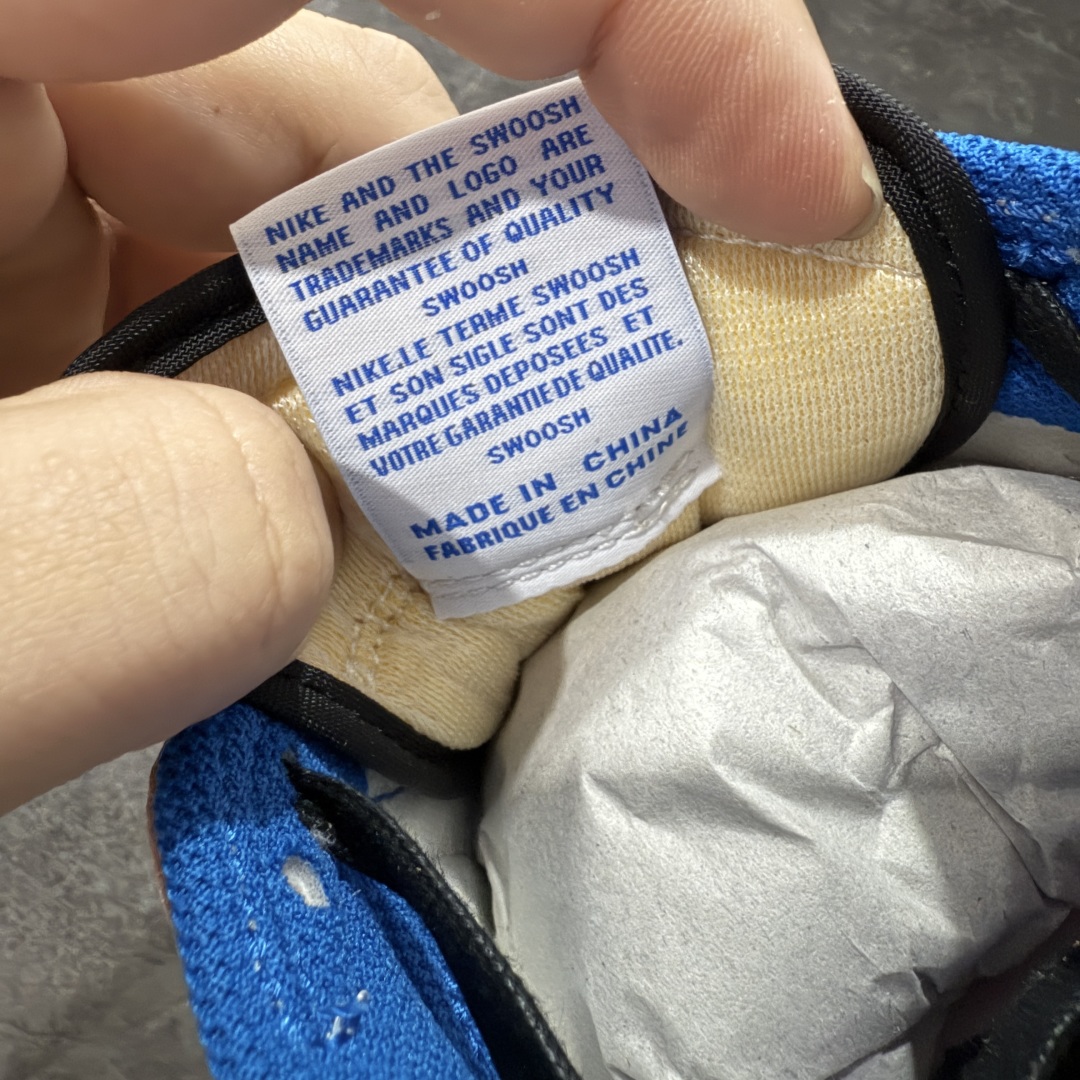 NIKE AND THE SWOOSH
NAME AND LOGO ARE
TRADEMARKS AND YOUR
GUARANTEE OF QUALITY
SWOOSH
NIKE.LE TERME SWOOSH
ET SON SIGLE SONT DES
MARQUES DEPOSEES ET
VOTRE GARANTIE DE QUALITE.
SWOOSH
MADE IN CHINA
FABRIQUE EN CHINE